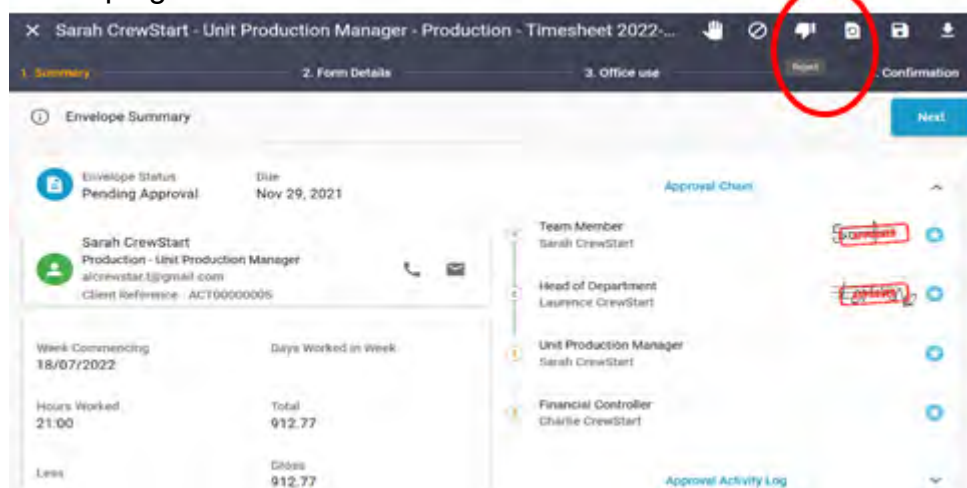 × Sarah CrewStart - Unit Production Manager - Production - Timesheet 2022-...
1. Summary 2. Form Details 3. Office use Reject . Confirmation
Envelope Summary Next
Envelope Status Due
Pending Approval Nov 29, 2021
Approval Chain
Sarah CrewStart
Production - Unit Production Manager
Client Reference : ACT00000005
Team Member
Sarah CrewStart
Head of Department
Laurence CrewStart
Unit Production Manager
Sarah CrewStart
Financial Controller
Charlie CrewStart
Approval Activity Log
Week Commencing Days Worked in Week
18/07/2022
Hours Worked Total
21:00 912.77
Less Gross
912.77